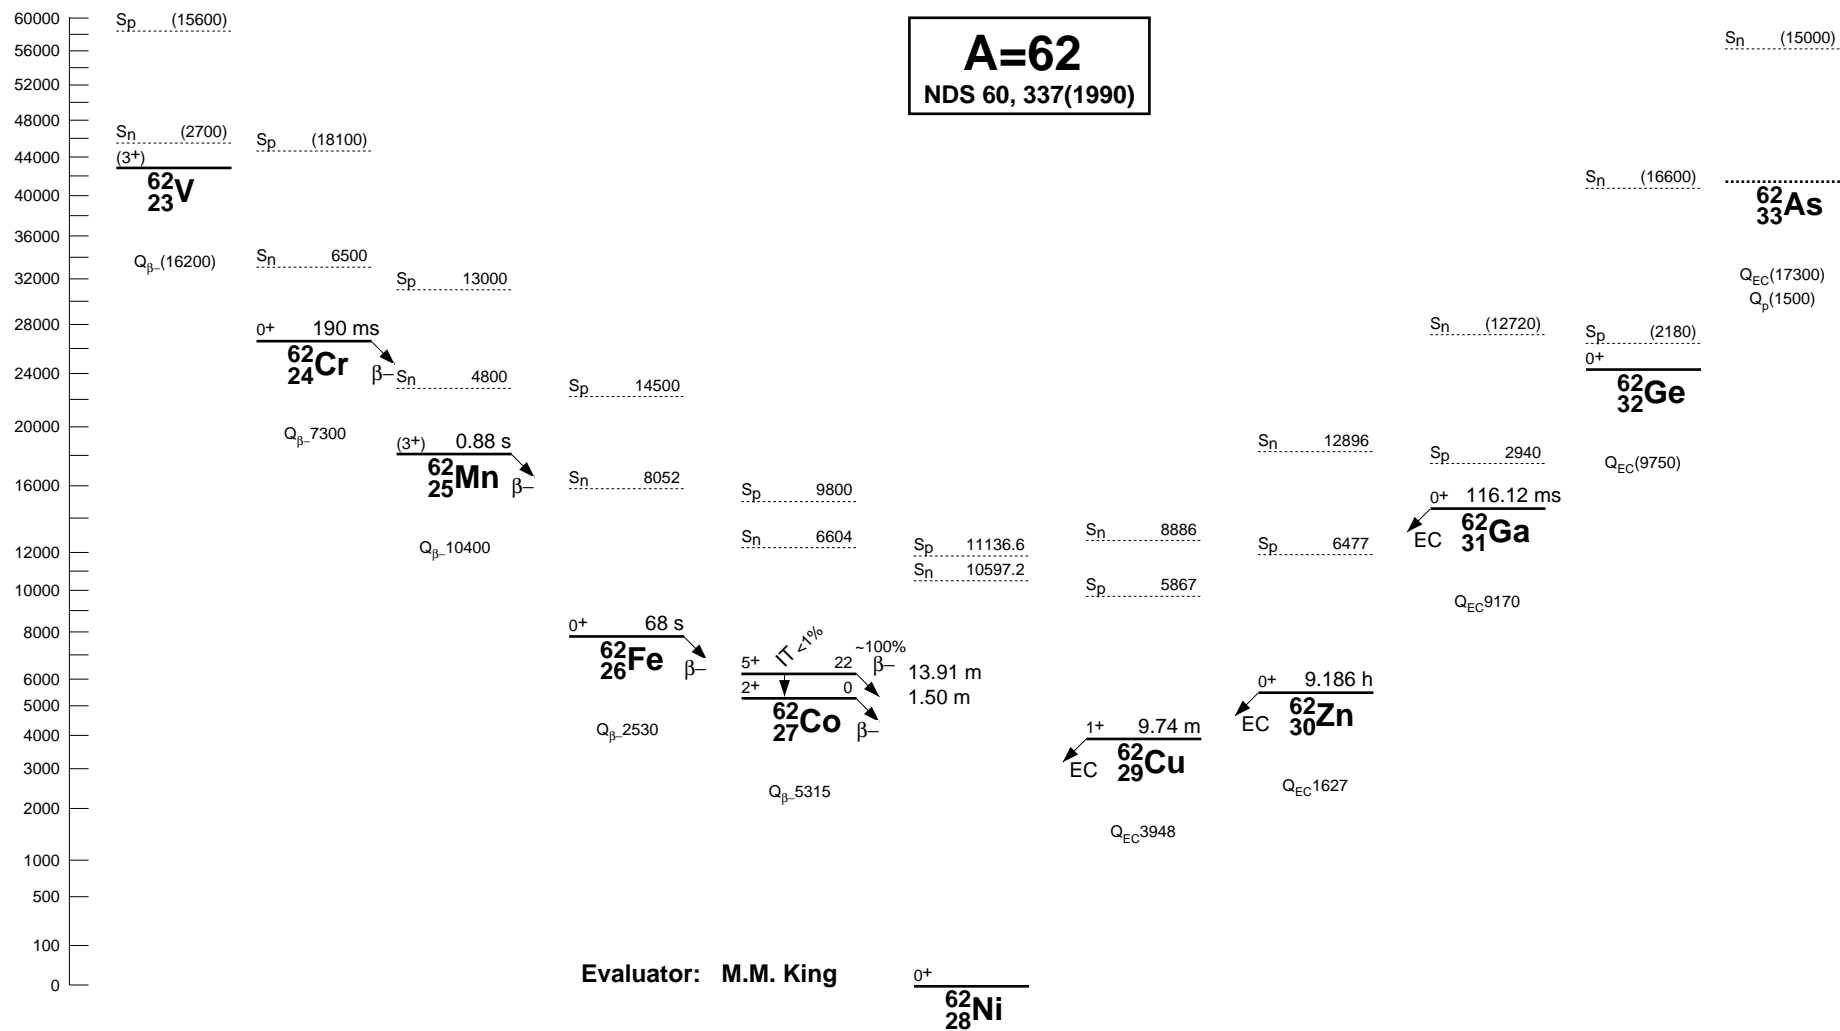 A=62
NDS 60, 337(1990)
60000
56000
52000
48000
44000
40000
36000
32000
28000
24000
20000
16000
12000
10000
8000
6000
5000
4000
3000
2000
1000
500
100
0
Sp (15600)
Sn (2700)
(3+)
62 23 V
Qβ−(16200)
Sp (18100)
Sn 6500
0+ 190 ms
62 24 Cr β−
Qβ−7300
Sp 13000
Sn 4800
(3+) 0.88 s
62 25 Mn β−
Qβ−10400
Sp 14500
Sn 8052
0+ 68 s
62 26 Fe β−
Qβ−2530
Sp 9800
Sn 6604
IT <1%
~100%
5+ 22 β− 13.91 m
2+ 0 1.50 m
62 27 Co β−
Qβ−5315
Sp 11136.6
Sn 10597.2
0+
62 28 Ni
Sn 8886
Sp 5867
1+ 9.74 m
EC 62 29 Cu
QEC3948
Sn 12896
Sp 6477
0+ 9.186 h
EC 62 30 Zn
QEC1627
Sn (12720)
Sp 2940
0+ 116.12 ms
EC 62 31 Ga
QEC9170
Sn (16600)
Sp (2180)
0+
62 32 Ge
QEC(9750)
Sn (15000)
62 33 As
QEC(17300)
Qp(1500)
Evaluator: M.M. King